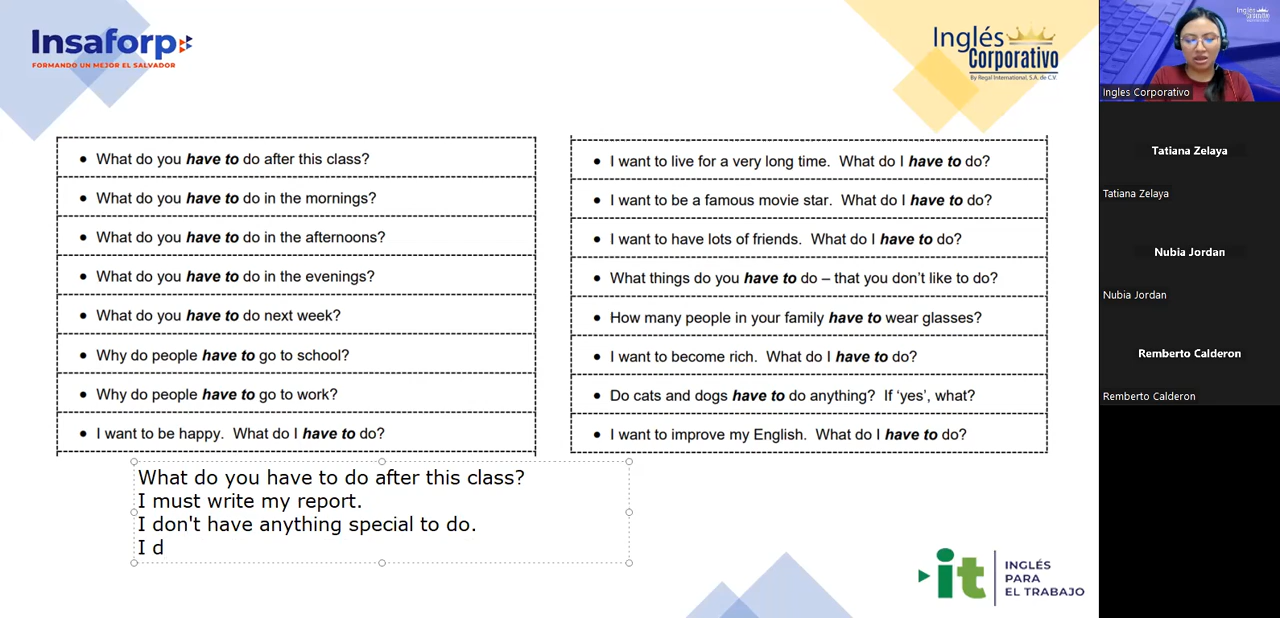 Insaforp
FORMANDO UN MEJOR EL SALVADOR
Inglés
Corporativo
By Regal International, S.A. de C.V.
• What do you have to do after this class?
• What do you have to do in the mornings?
• What do you have to do in the afternoons?
• What do you have to do in the evenings?
• What do you have to do next week?
• Why do people have to go to school?
• Why do people have to go to work?
• I want to be happy. What do I have to do?
• I want to live for a very long time. What do I have to do?
• I want to be a famous movie star. What do I have to do?
• I want to have lots of friends. What do I have to do?
• What things do you have to do – that you don't like to do?
• How many people in your family have to wear glasses?
• I want to become rich. What do I have to do?
• Do cats and dogs have to do anything? If 'yes', what?
• I want to improve my English. What do I have to do?
What do you have to do after this class?
I must write my report.
I don't have anything special to do.
I d
it
INGLÉS
PARA
EL TRABAJO
Inglés
Corporativo
Ingles Corporativo
Tatiana Zelaya
Tatiana Zelaya
Nubia Jordan
Nubia Jordan
Remberto Calderon
Remberto Calderon